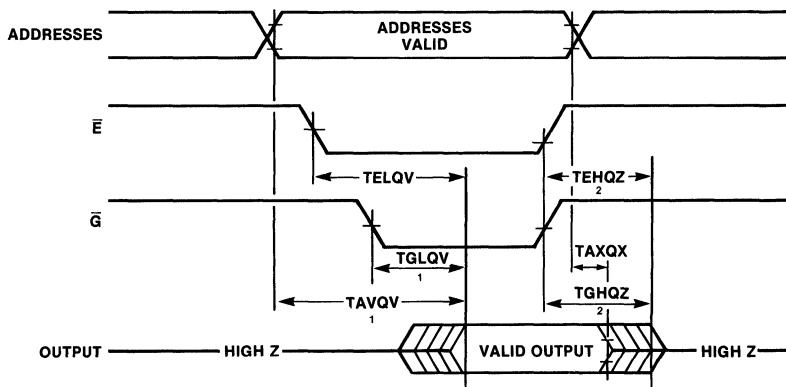 ADDRESSES
ADDRESSES
VALID
E̅
TELQV
TEHQZ
2
G̅
TGLQV
1
TAXQX
TAVQV
1
TGHQZ
2
OUTPUT
HIGH Z
VALID OUTPUT
HIGH Z